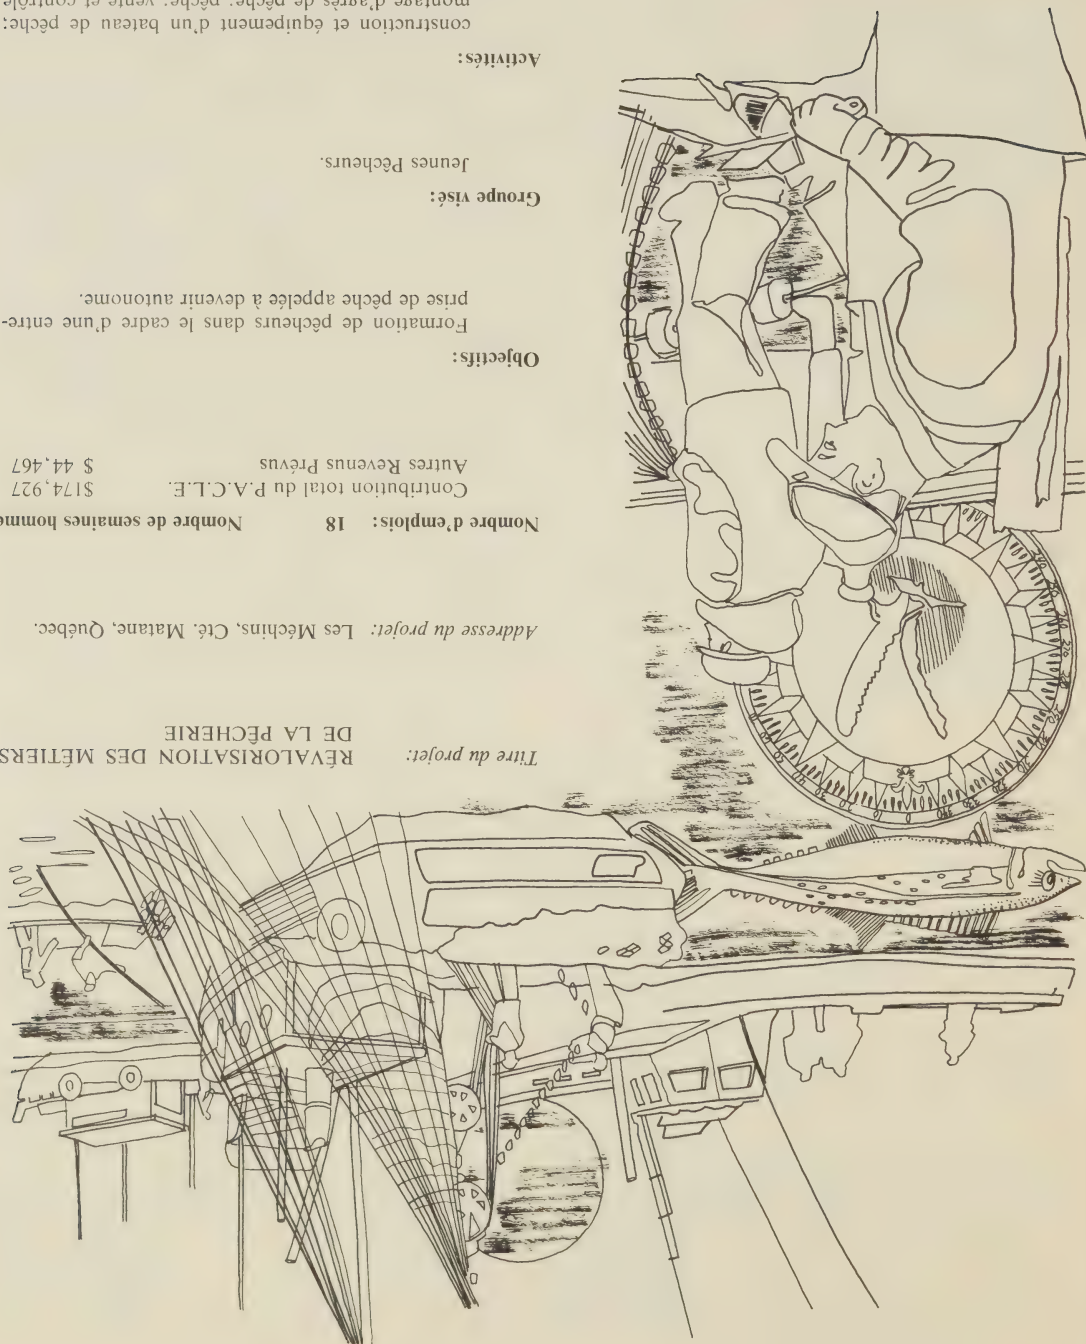 Titre du projet: RÉVALORISATION DES MÉTIERS
DE LA PÊCHERIE
Addresse du projet: Les Méchins, Cté. Matane, Québec.
Nombre d'emplois: 18 Nombre de semaines homme
Contribution total du P.A.C.L.E. $174,927
Autres Revenus Prévus $ 44,467
Objectifs:
Formation de pêcheurs dans le cadre d'une entre-
prise de pêche appelée à devenir autonome.
Groupe visé:
Jeunes Pêcheurs.
Activités:
construction et équipement d'un bateau de pêche;
montage d'agrès de pêche; pêche; vente et contrôle